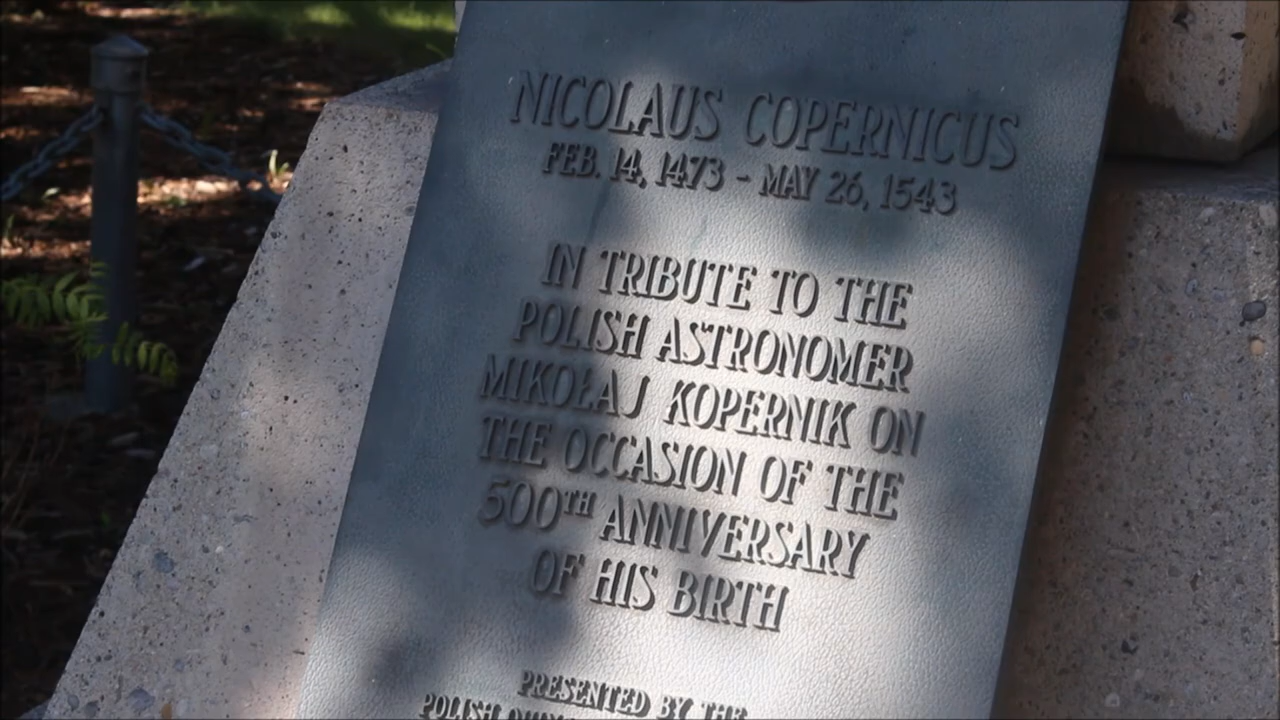 NICOLAUS COPERNICUS
FEB. 14, 1473 - MAY 26, 1543
IN TRIBUTE TO THE
POLISH ASTRONOMER
MIKOŁAJ KOPERNIK ON
THE OCCASION OF THE
500TH ANNIVERSARY
OF HIS BIRTH
PRESENTED BY THE
POLISH